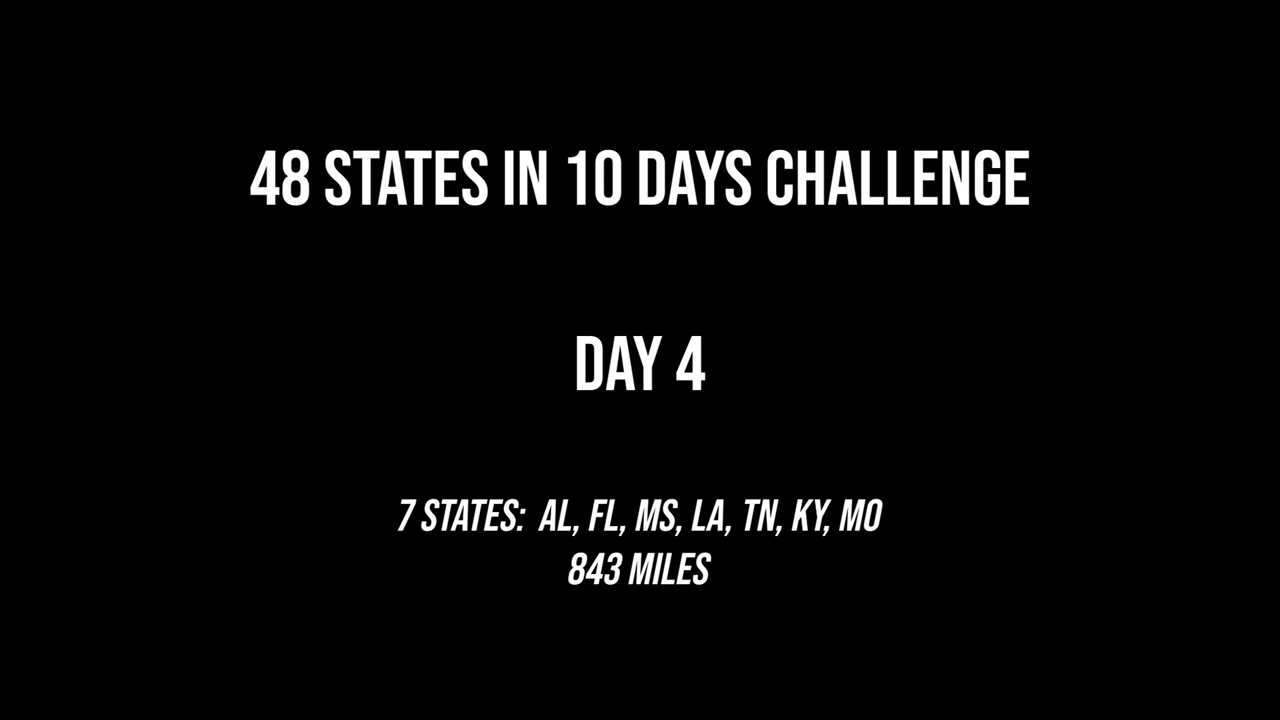 48 STATES IN 10 DAYS CHALLENGE
DAY 4
7 STATES: AL, FL, MS, LA, TN, KY, MO
843 MILES